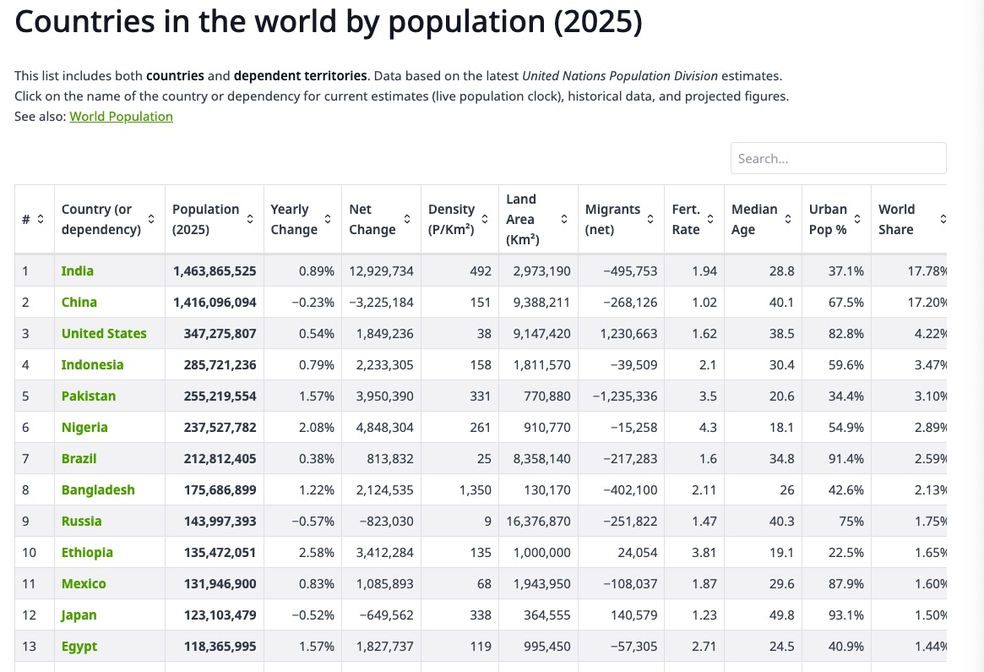 Countries in the world by population (2025)
This list includes both countries and dependent territories. Data based on the latest United Nations Population Division estimates.
Click on the name of the country or dependency for current estimates (live population clock), historical data, and projected figures.
See also: World Population
Search...
# Country (or dependency) Population (2025) Yearly Change Net Change Density (P/Km²) Land Area (Km²) Migrants (net) Fert. Rate Median Age Urban Pop % World Share
1 India 1,463,865,525 0.89% 12,929,734 492 2,973,190 −495,753 1.94 28.8 37.1% 17.78%
2 China 1,416,096,094 −0.23% −3,225,184 151 9,388,211 −268,126 1.02 40.1 67.5% 17.20%
3 United States 347,275,807 0.54% 1,849,236 38 9,147,420 1,230,663 1.62 38.5 82.8% 4.22%
4 Indonesia 285,721,236 0.79% 2,233,305 158 1,811,570 −39,509 2.1 30.4 59.6% 3.47%
5 Pakistan 255,219,554 1.57% 3,950,390 331 770,880 −1,235,336 3.5 20.6 34.4% 3.10%
6 Nigeria 237,527,782 2.08% 4,848,304 261 910,770 −15,258 4.3 18.1 54.9% 2.89%
7 Brazil 212,812,405 0.38% 813,832 25 8,358,140 −217,283 1.6 34.8 91.4% 2.59%
8 Bangladesh 175,686,899 1.22% 2,124,535 1,350 130,170 −402,100 2.11 26 42.6% 2.13%
9 Russia 143,997,393 −0.57% −823,030 9 16,376,870 −251,822 1.47 40.3 75% 1.75%
10 Ethiopia 135,472,051 2.58% 3,412,284 135 1,000,000 24,054 3.81 19.1 22.5% 1.65%
11 Mexico 131,946,900 0.83% 1,085,893 68 1,943,950 −108,037 1.87 29.6 87.9% 1.60%
12 Japan 123,103,479 −0.52% −649,562 338 364,555 140,579 1.23 49.8 93.1% 1.50%
13 Egypt 118,365,995 1.57% 1,827,737 119 995,450 −57,305 2.71 24.5 40.9% 1.44%